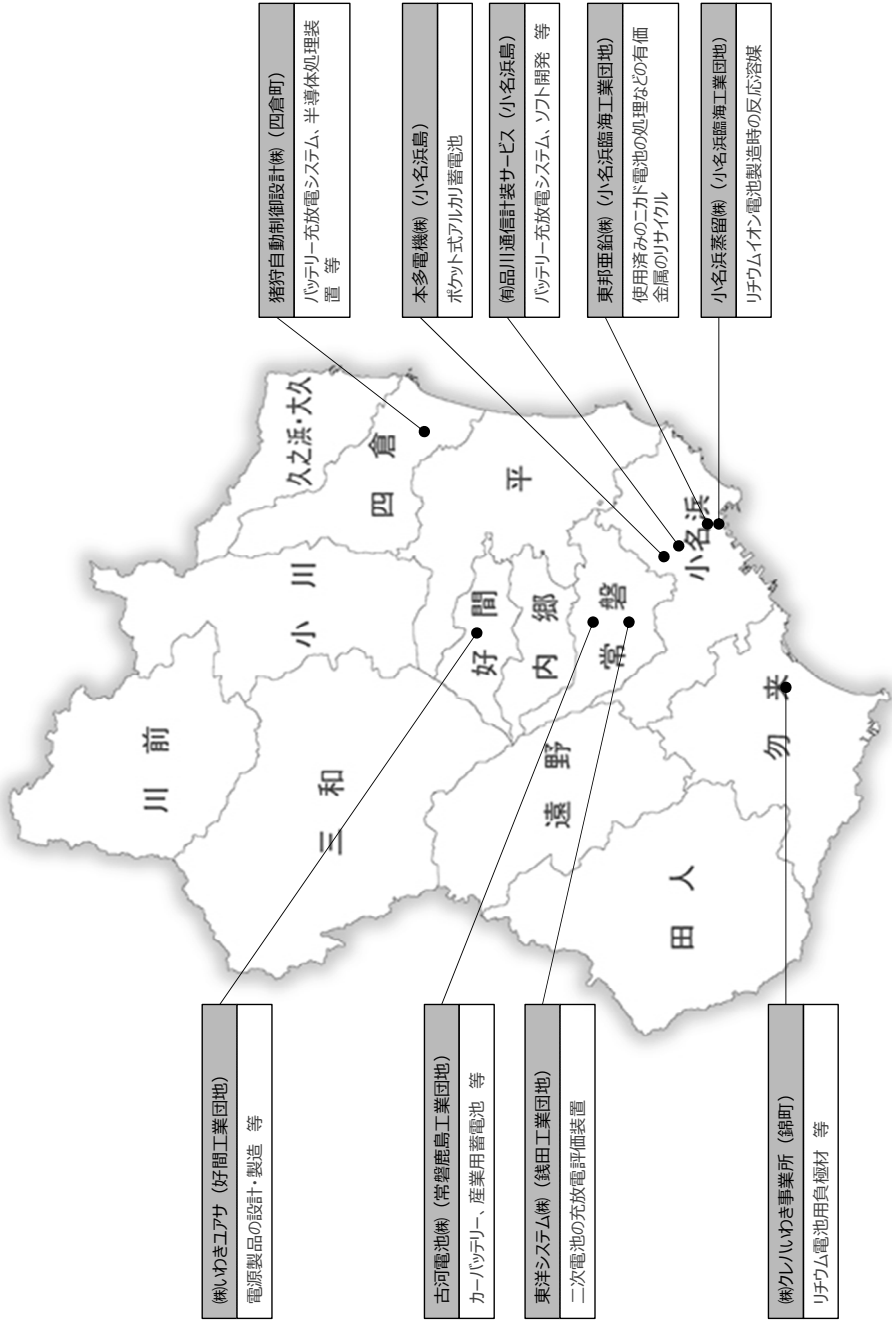 猪狩自動制御設計㈱（四倉町）
バッテリー充放電システム、半導体処理装
置　等
本多電機㈱（小名浜島）
ポケット式アルカリ蓄電池
㈲品川通信計装サービス（小名浜島）
バッテリー充放電システム、ソフト開発　等
東邦亜鉛㈱（小名浜臨海工業団地）
使用済みのニカド電池の処理などの有価
金属のリサイクル
小名浜蒸留㈱（小名浜臨海工業団地）
リチウムイオン電池製造時の反応溶媒
久之浜・大久
四倉
平
小名浜
小川
好間
内郷
常磐
川前
三和
遠野
勿来
田人
㈱いわきユアサ（好間工業団地）
電源製品の設計・製造　等
古河電池㈱（常磐鹿島工業団地）
カーバッテリー、産業用蓄電池　等
東洋システム㈱（銭田工業団地）
二次電池の充放電評価装置
㈱クレハいわき事業所（錦町）
リチウム電池用負極材　等